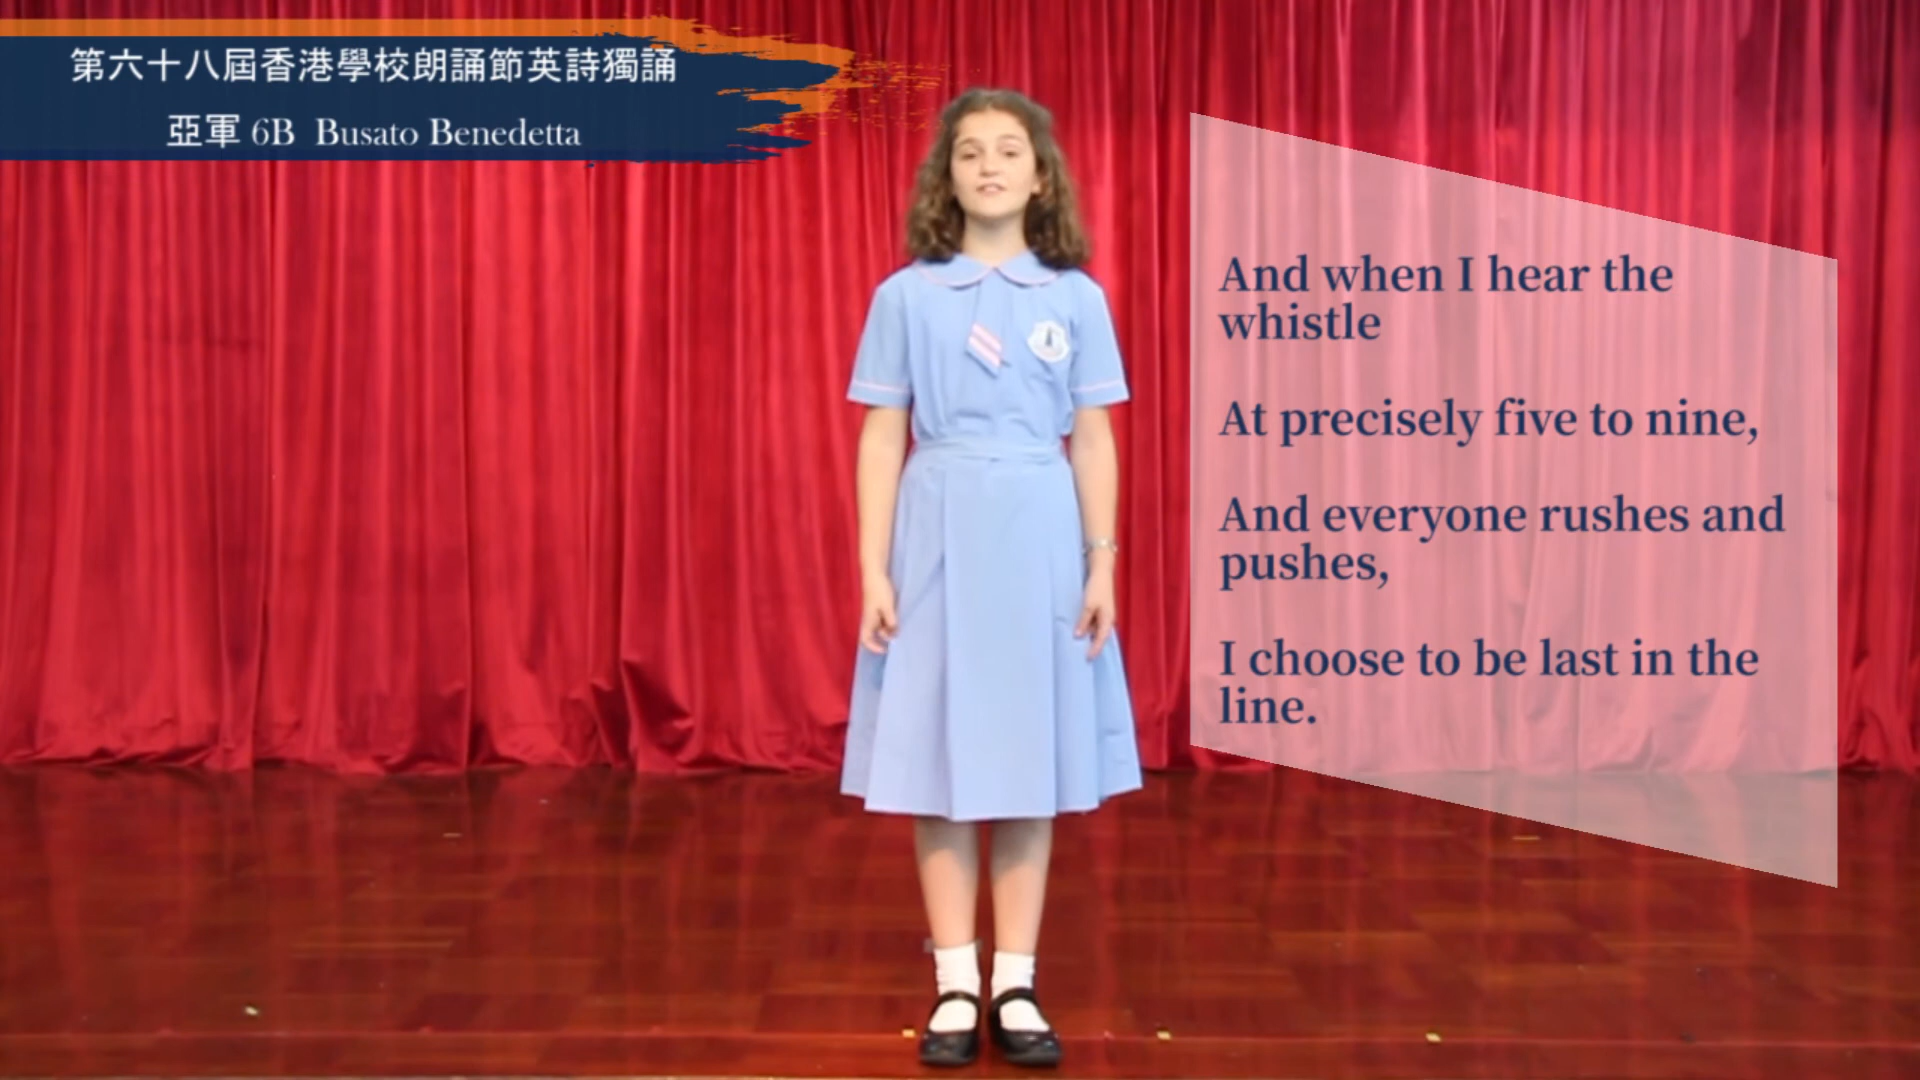 第六十八屆香港學校朗誦節英詩獨誦
亞軍 6B Busato Benedetta
And when I hear the
whistle
At precisely five to nine,
And everyone rushes and
pushes,
I choose to be last in the
line.